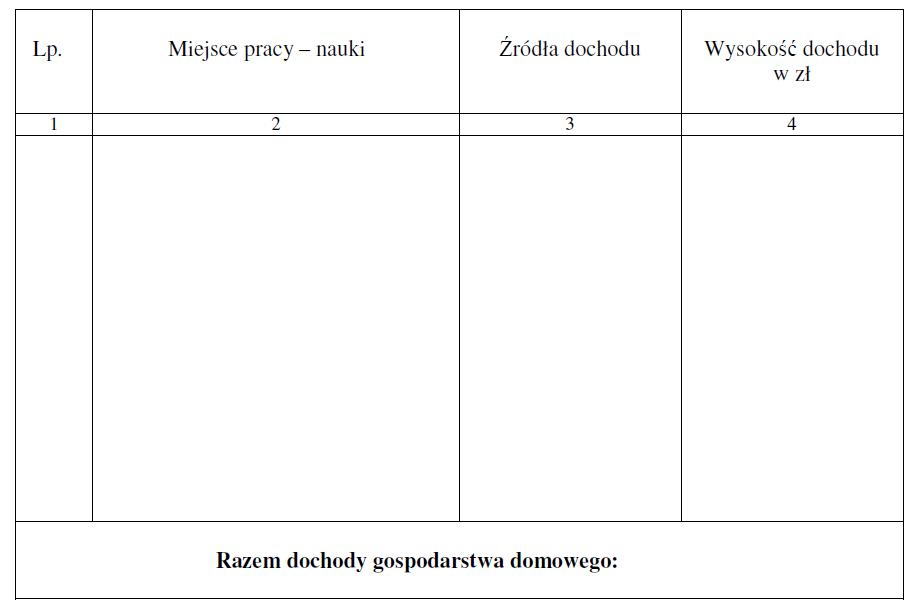 Lp.
Miejsce pracy – nauki
Źródła dochodu
Wysokość dochodu
w zł
1
2
3
4
Razem dochody gospodarstwa domowego: